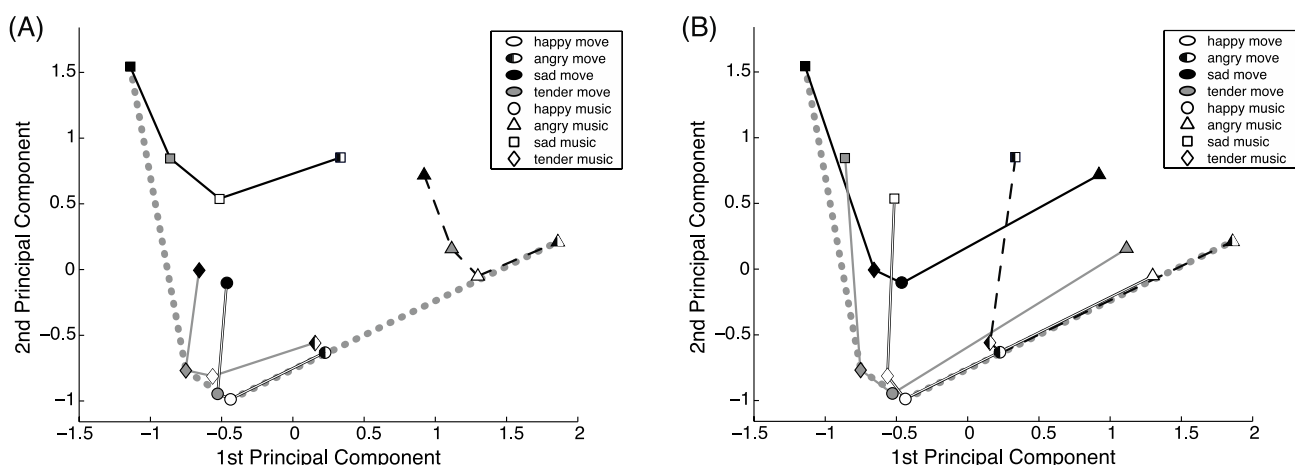 (A)
2nd Principal Component
1.5
1
0.5
0
−0.5
−1
−1.5
−1
−0.5
0
0.5
1
1.5
2
1st Principal Component
happy move
angry move
sad move
tender move
happy music
angry music
sad music
tender music
(B)
2nd Principal Component
1.5
1
0.5
0
−0.5
−1
−1.5
−1
−0.5
0
0.5
1
1.5
2
1st Principal Component
happy move
angry move
sad move
tender move
happy music
angry music
sad music
tender music